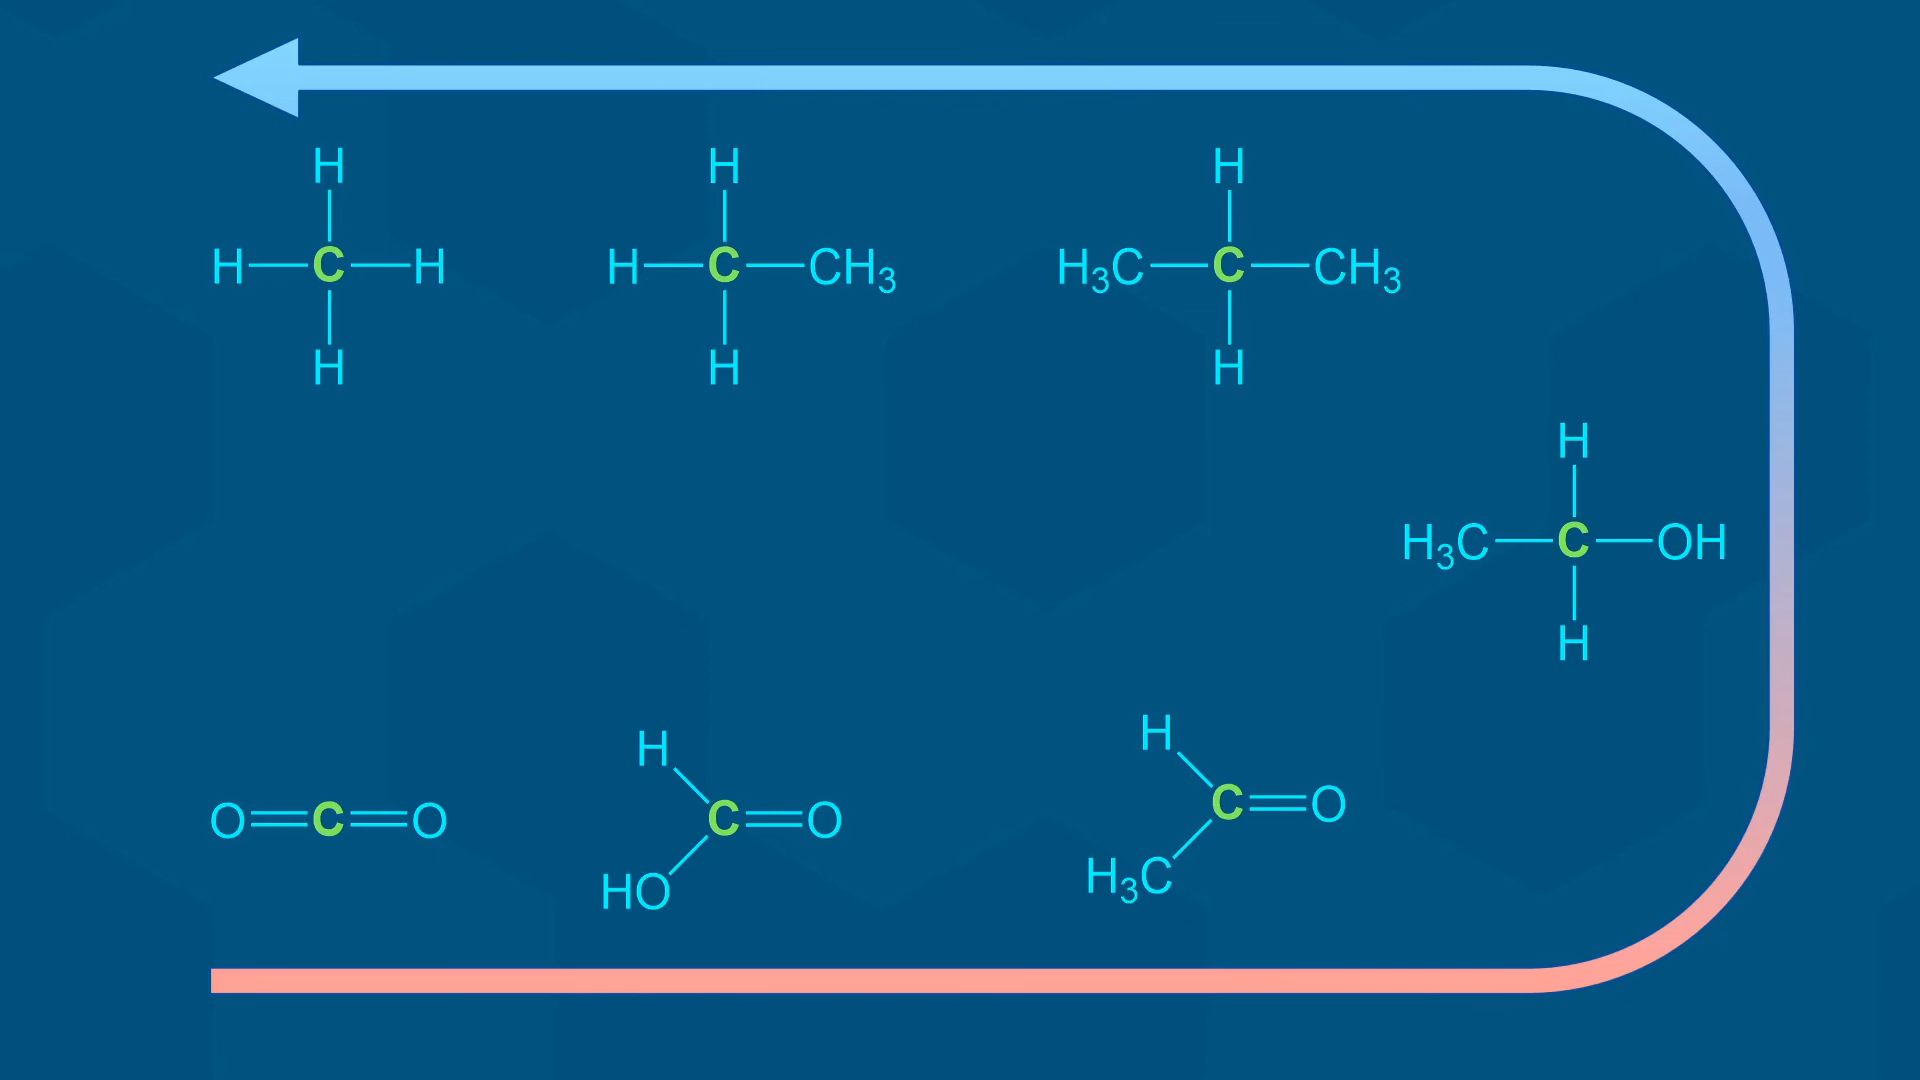 H H H
H C H H C CH₃ H₃C C CH₃
H H H
H
H₃C C OH
H
H H
O C O C O C O
HO H₃C